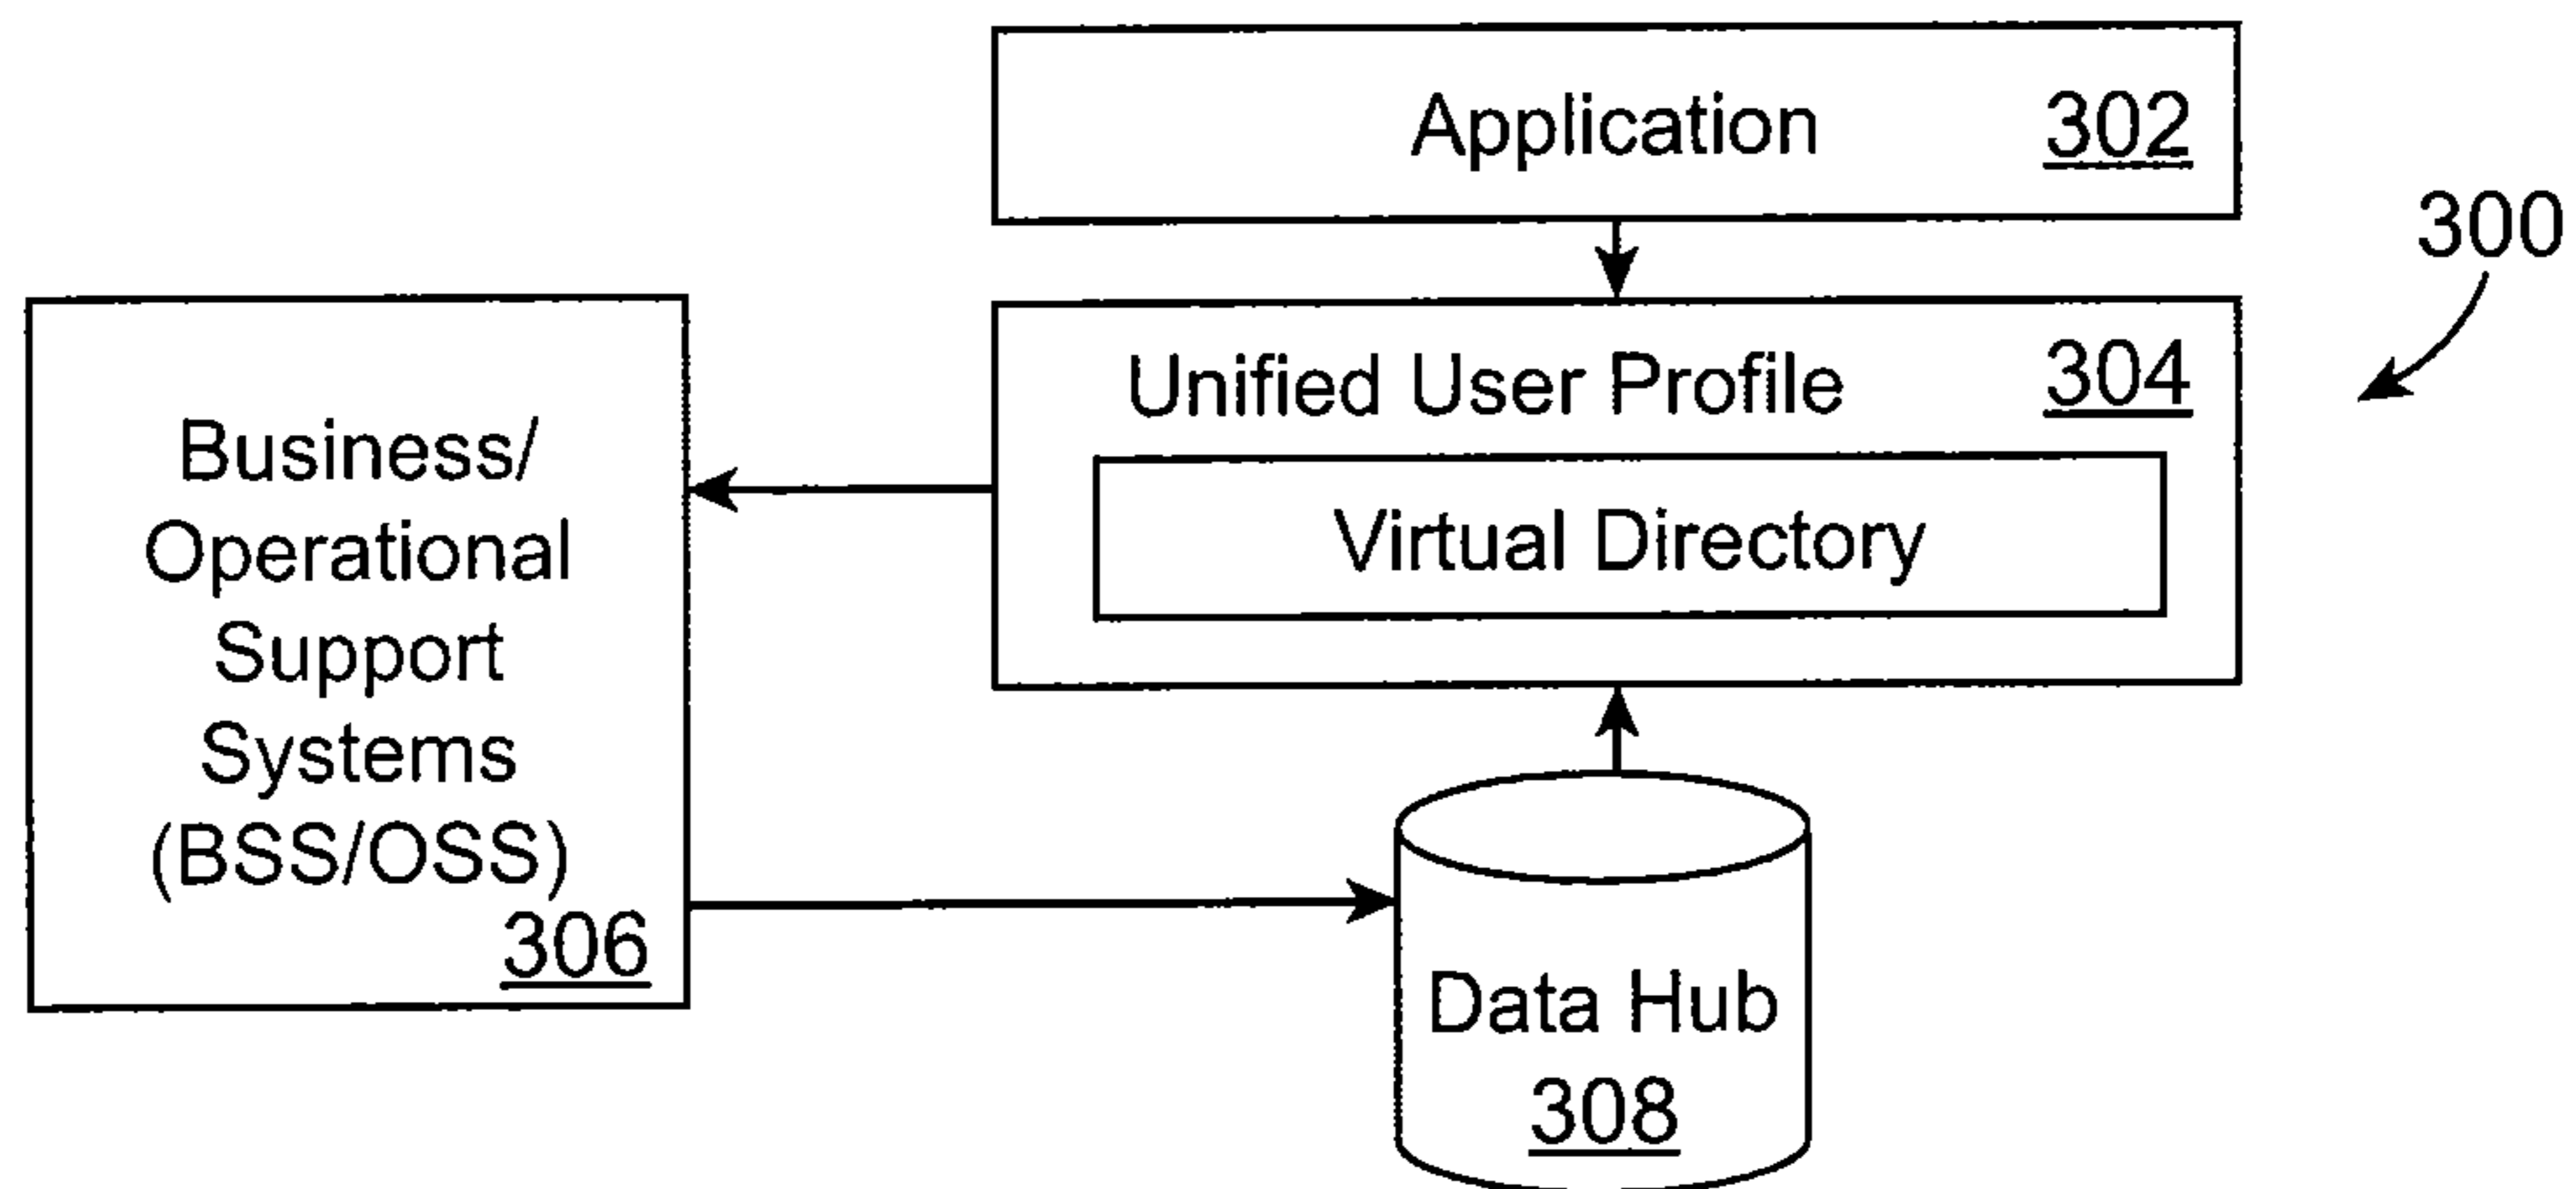 Application 302
300
Unified User Profile 304
Virtual Directory
Business/
Operational
Support
Systems
(BSS/OSS)
306
Data Hub
308